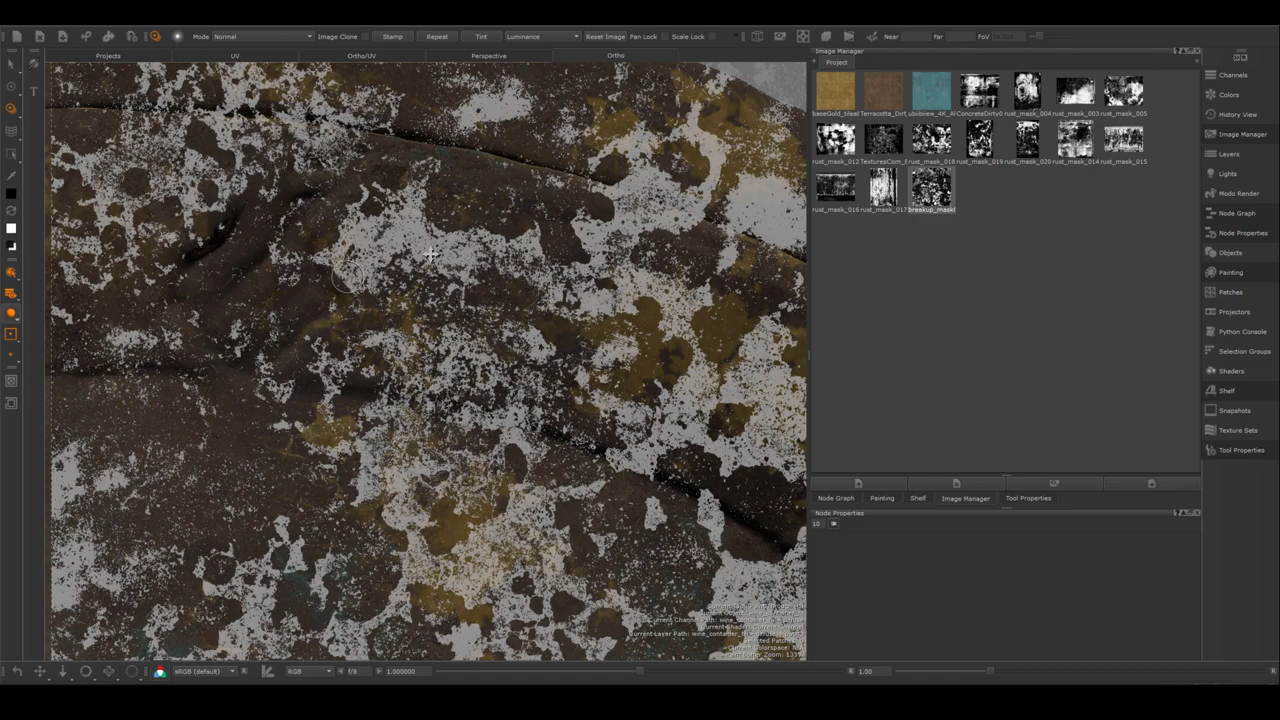 Mode Normal Image Clone Stamp Repeat Tint Luminance Reset Image Pan Lock Scale Lock Near Far FoV
Projects UV Ortho/UV Perspective Ortho
Image Manager
Project
rust_mask_004 rust_mask_003 rust_mask_005
rust_mask_012 rust_mask_018 rust_mask_019 rust_mask_020 rust_mask_014 rust_mask_015
rust_mask_016 rust_mask_017
Channels
Colors
History View
Image Manager
Layers
Lights
Modo Render
Node Graph
Node Properties
Objects
Painting
Patches
Projectors
Python Console
Selection Groups
Shaders
Shelf
Snapshots
Texture Sets
Tool Properties
Node Graph Painting Shelf Image Manager Tool Properties
Node Properties
10
sRGB (default) R RGB f/8 1.000000 R 1.00 R